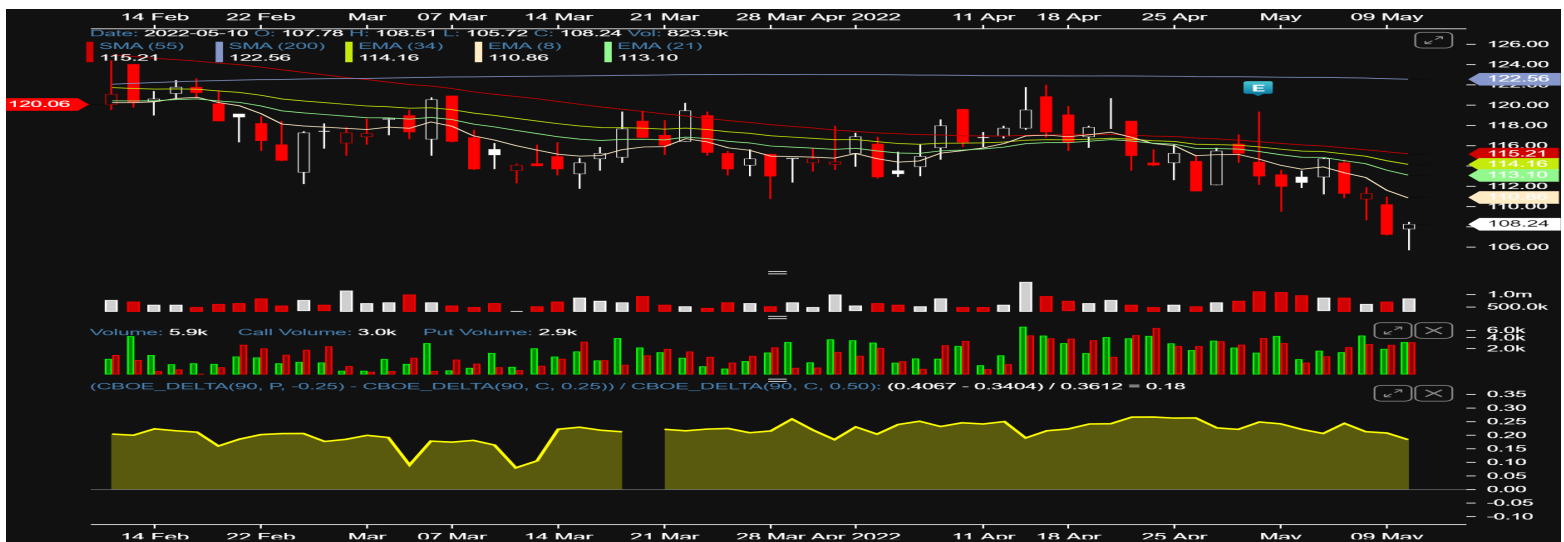 14 Feb 22 Feb Mar 07 Mar 14 Mar 21 Mar 28 Mar Apr 2022 11 Apr 18 Apr 25 Apr May 09 May
Date: 2022-05-10 O: 107.78 H: 108.51 L: 105.72 C: 108.24 Vol: 823.9k
SMA (55) SMA (200) EMA (34) EMA (8) EMA (21)
115.21 122.56 114.16 110.86 113.10
126.00
124.00
122.56
122.00
E
120.06
120.00
118.00
116.00
115.21
114.16
113.10
112.00
110.86
110.00
108.24
106.00
1.0m
500.0k
Volume: 5.9k Call Volume: 3.0k Put Volume: 2.9k
6.0k
4.0k
2.0k
(CBOE_DELTA(90, P, -0.25) - CBOE_DELTA(90, C, 0.25)) / CBOE_DELTA(90, C, 0.50): (0.4067 - 0.3404) / 0.3612 = 0.18
0.35
0.30
0.25
0.20
0.15
0.10
0.05
0.00
-0.05
-0.10
14 Feb 22 Feb Mar 07 Mar 14 Mar 21 Mar 28 Mar Apr 2022 11 Apr 18 Apr 25 Apr May 09 May